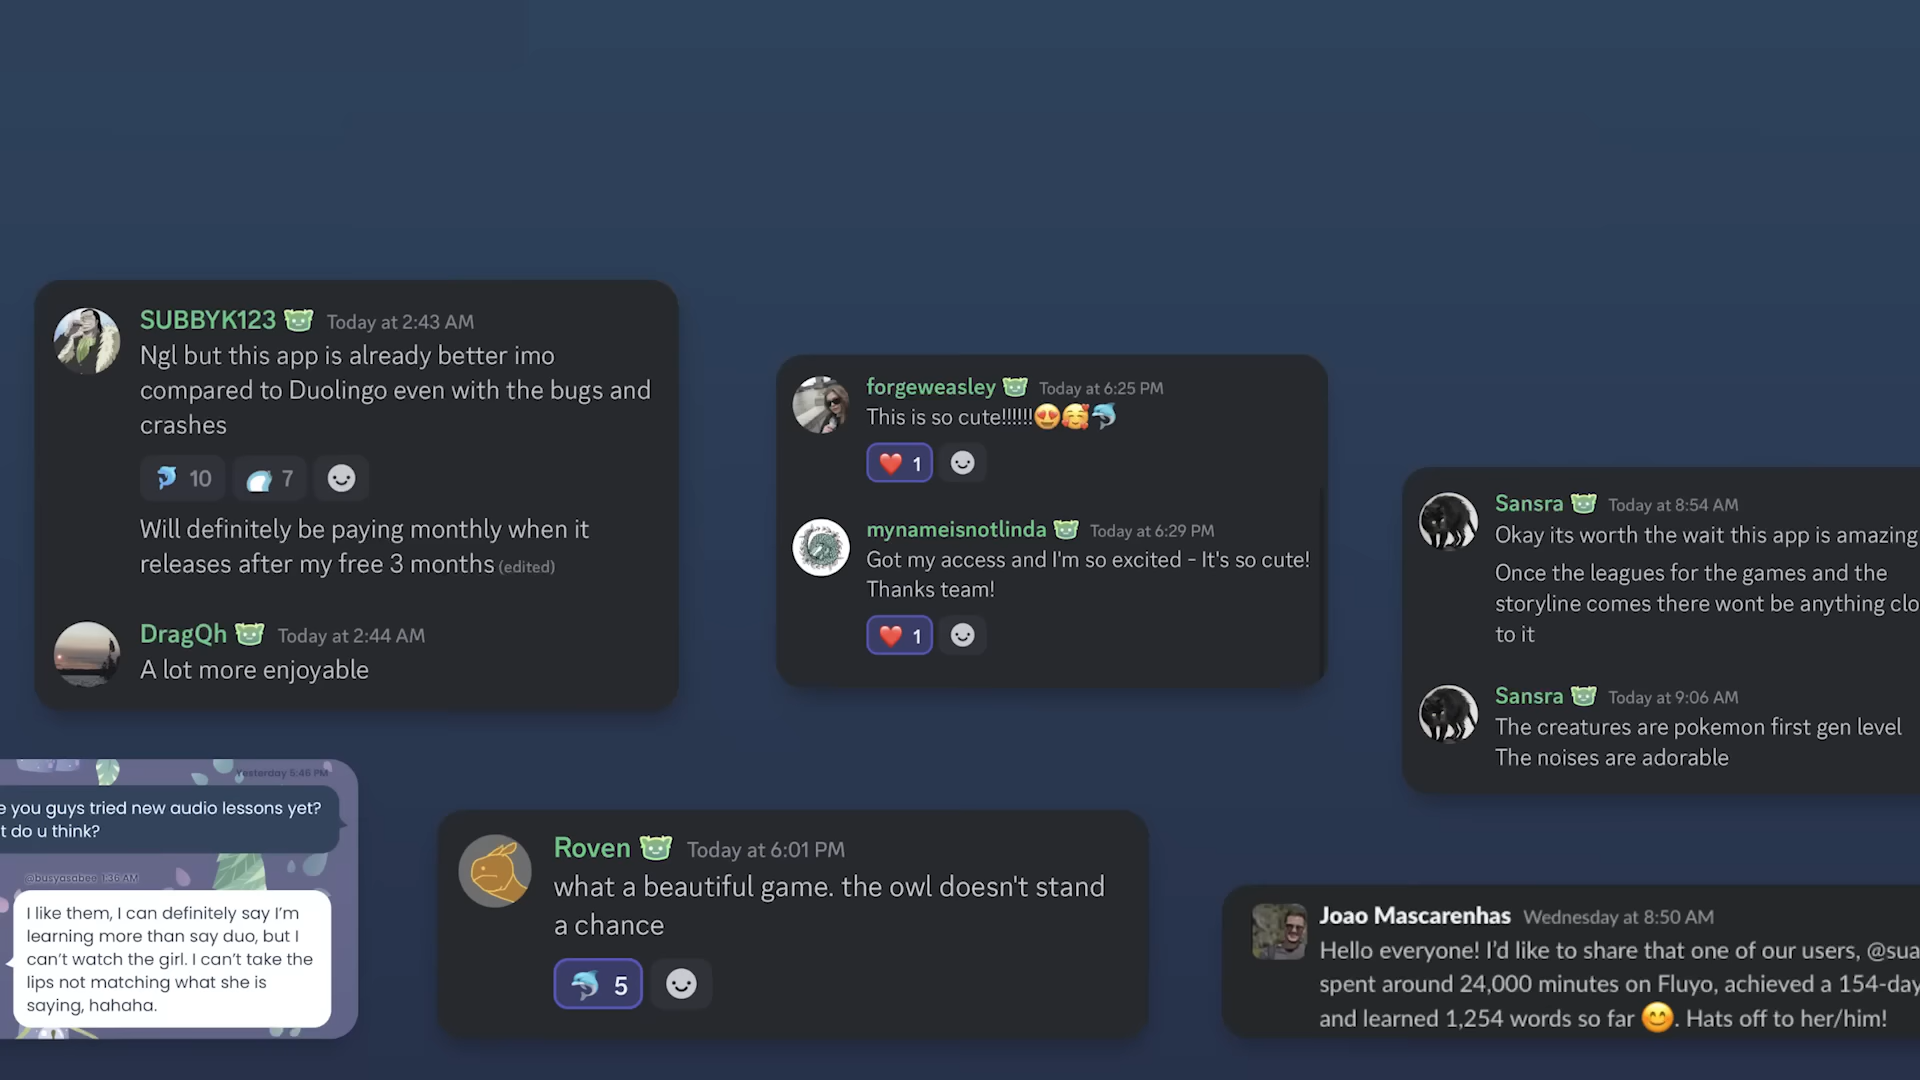 SUBBYK123 Today at 2:43 AM
Ngl but this app is already better imo
compared to Duolingo even with the bugs and
crashes
10 7
Will definitely be paying monthly when it
releases after my free 3 months (edited)
DragQh Today at 2:44 AM
A lot more enjoyable
forgeweasley Today at 6:25 PM
This is so cute!!!!!!😍🥰🐬
❤️ 1
mynameisnotlinda Today at 6:29 PM
Got my access and I'm so excited - It's so cute!
Thanks team!
❤️ 1
Sansra Today at 8:54 AM
Okay its worth the wait this app is amazing
Once the leagues for the games and the
storyline comes there wont be anything clo
to it
Sansra Today at 9:06 AM
The creatures are pokemon first gen level
The noises are adorable
Yesterday 5:46 PM
e you guys tried new audio lessons yet?
t do u think?
@busyasabee 1:36 AM
I like them, I can definitely say I'm
learning more than say duo, but I
can't watch the girl. I can't take the
lips not matching what she is
saying, hahaha.
Roven Today at 6:01 PM
what a beautiful game. the owl doesn't stand
a chance
🐬 5
Joao Mascarenhas Wednesday at 8:50 AM
Hello everyone! I'd like to share that one of our users, @sua
spent around 24,000 minutes on Fluyo, achieved a 154-day
and learned 1,254 words so far 😊. Hats off to her/him!